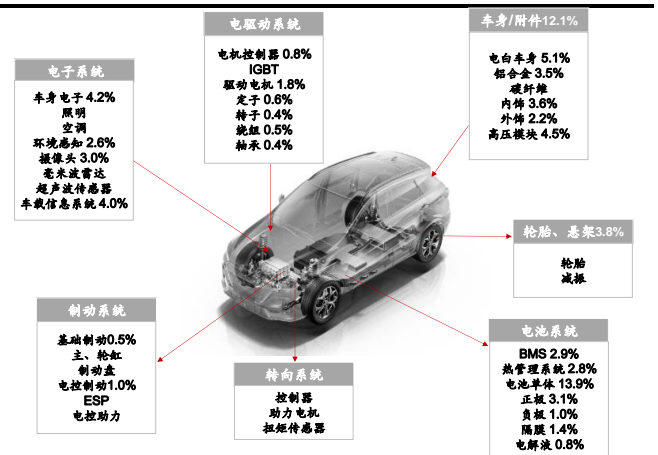 电子系统
车身电子 4.2%
照明
空调
环境感知 2.6%
摄像头 3.0%
毫米波雷达
超声波传感器
车载信息系统 4.0%
电驱动系统
电机控制器 0.8%
IGBT
驱动电机 1.8%
定子 0.6%
转子 0.4%
绕组 0.5%
轴承 0.4%
车身/附件12.1%
电白车身 5.1%
铝合金 3.5%
碳纤维
内饰 3.6%
外饰 2.2%
高压模块 4.5%
轮胎、悬架3.8%
轮胎
减振
制动系统
基础制动0.5%
主、轮缸
制动盘
电控制动1.0%
ESP
电控助力
转向系统
控制器
助力电机
扭矩传感器
电池系统
BMS 2.9%
热管理系统 2.8%
电池单体 13.9%
正极 3.1%
负极 1.0%
隔膜 1.4%
电解液 0.8%